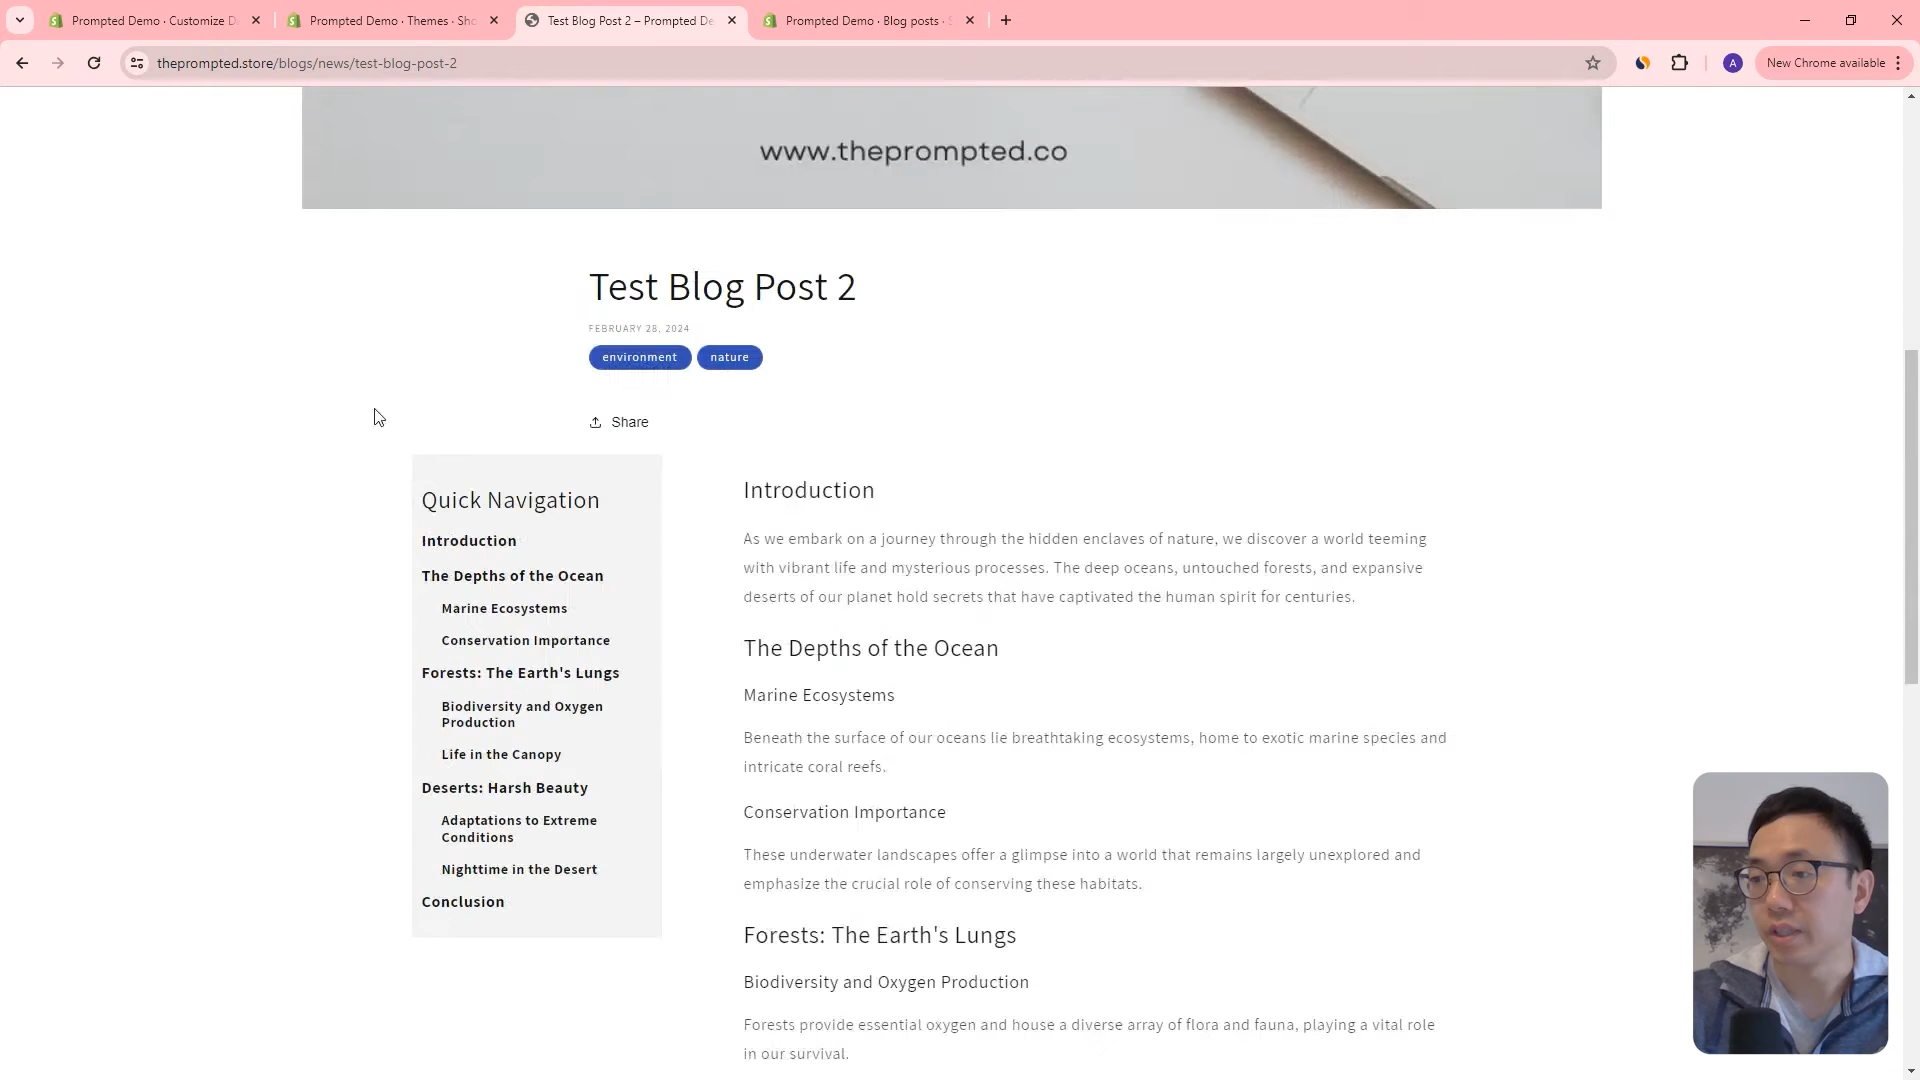 Prompted Demo · Customize D
Prompted Demo · Themes · Sho
Test Blog Post 2 – Prompted De
Prompted Demo · Blog posts · S
theprompted.store/blogs/news/test-blog-post-2
A
New Chrome available
www.theprompted.co
Test Blog Post 2
FEBRUARY 28, 2024
environment nature
Share
Quick Navigation
Introduction
The Depths of the Ocean
Marine Ecosystems
Conservation Importance
Forests: The Earth's Lungs
Biodiversity and Oxygen
Production
Life in the Canopy
Deserts: Harsh Beauty
Adaptations to Extreme
Conditions
Nighttime in the Desert
Conclusion
Introduction
As we embark on a journey through the hidden enclaves of nature, we discover a world teeming
with vibrant life and mysterious processes. The deep oceans, untouched forests, and expansive
deserts of our planet hold secrets that have captivated the human spirit for centuries.
The Depths of the Ocean
Marine Ecosystems
Beneath the surface of our oceans lie breathtaking ecosystems, home to exotic marine species and
intricate coral reefs.
Conservation Importance
These underwater landscapes offer a glimpse into a world that remains largely unexplored and
emphasize the crucial role of conserving these habitats.
Forests: The Earth's Lungs
Biodiversity and Oxygen Production
Forests provide essential oxygen and house a diverse array of flora and fauna, playing a vital role
in our survival.